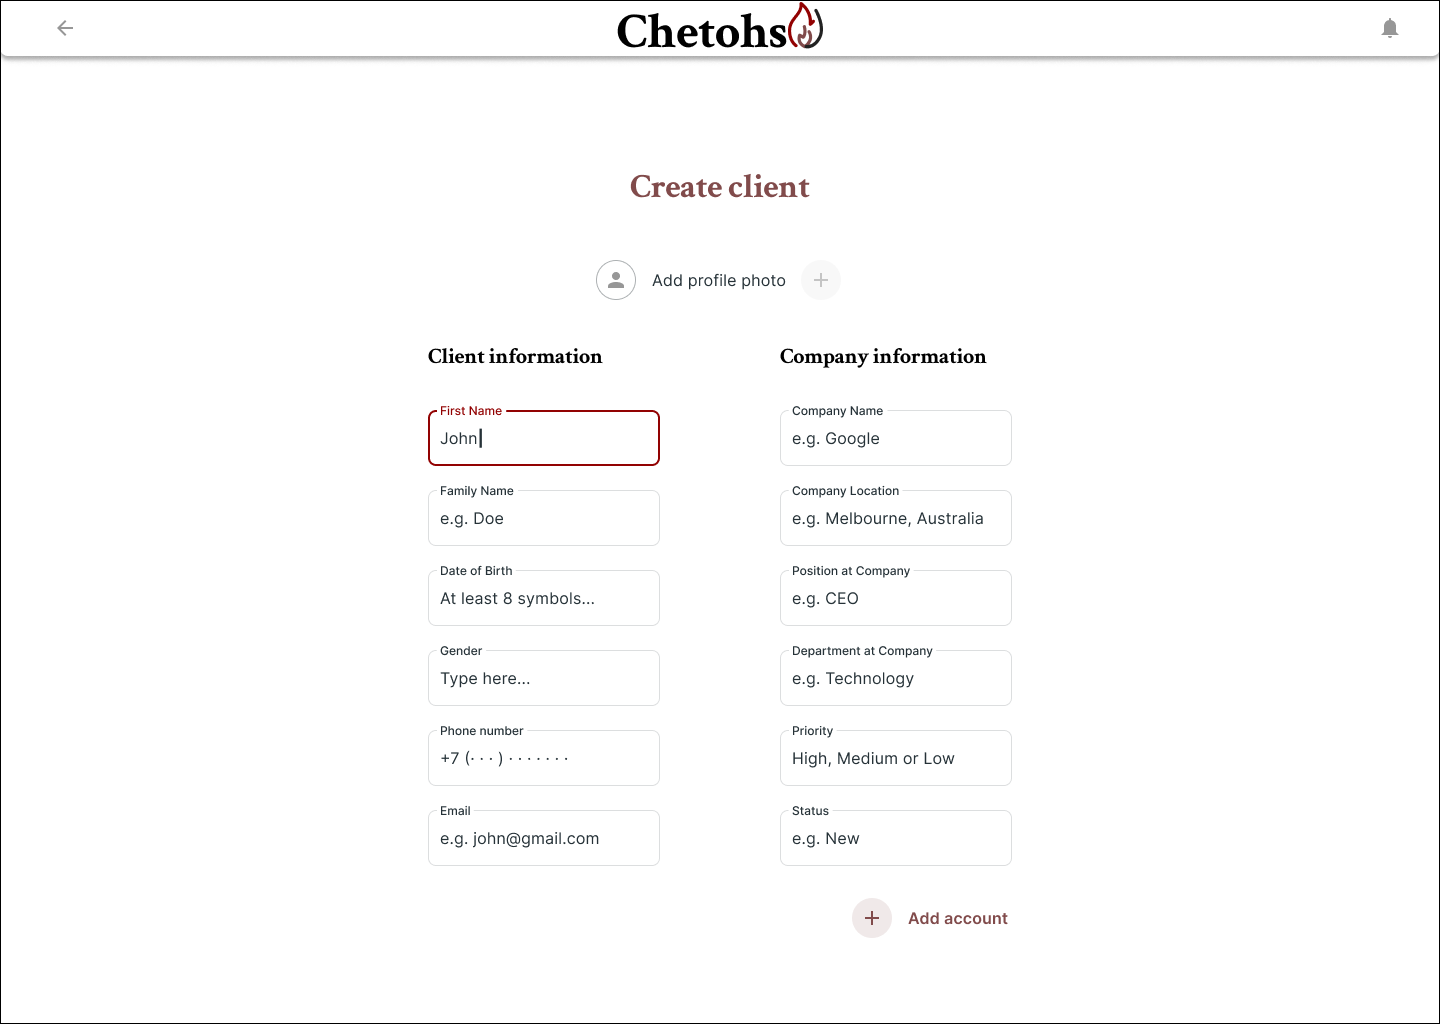 Chetohs
Create client
Add profile photo
Client information
First Name
John
Family Name
e.g. Doe
Date of Birth
At least 8 symbols...
Gender
Type here...
Phone number
+7 (· · · ) · · · · · · ·
Email
e.g. john@gmail.com
Company information
Company Name
e.g. Google
Company Location
e.g. Melbourne, Australia
Position at Company
e.g. CEO
Department at Company
e.g. Technology
Priority
High, Medium or Low
Status
e.g. New
Add account